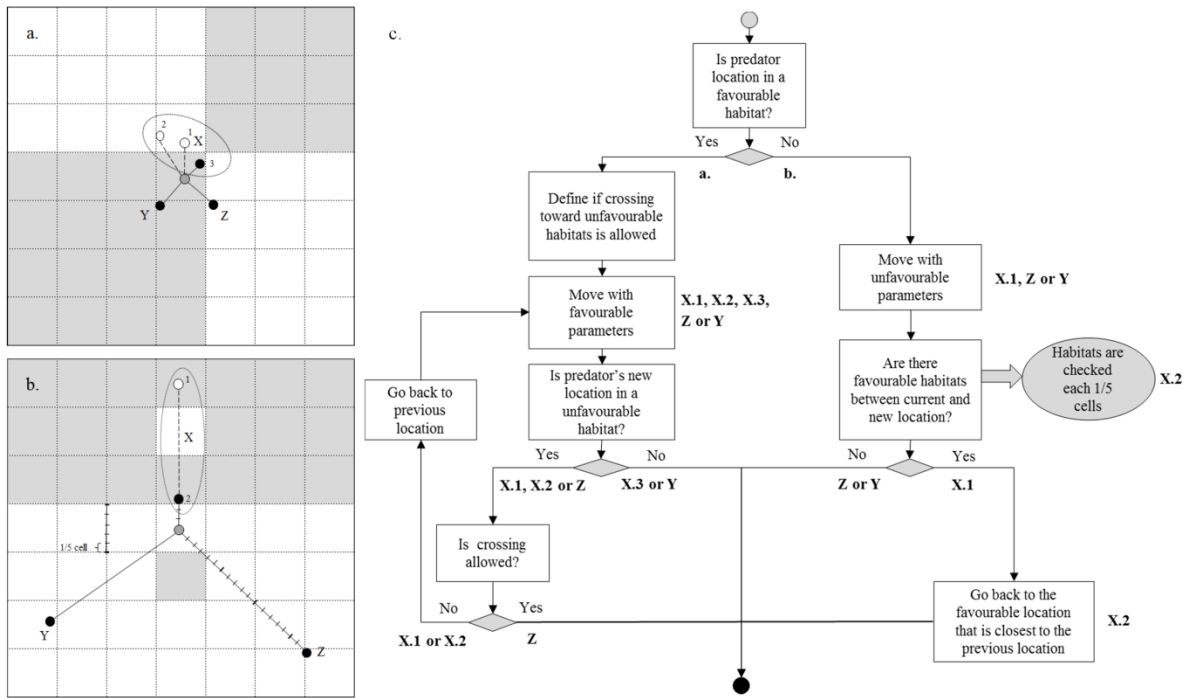 a.
2
1
X
3
Y
Z
b.
1
X
2
1/5 cell
Y
Z
c.
Is predator
location in a
favourable
habitat?
Yes
No
a.
b.
Define if crossing
toward unfavourable
habitats is allowed
Move with
favourable
parameters
X.1, X.2, X.3,
Z or Y
Is predator's new
location in a
unfavourable
habitat?
Go back to
previous
location
Yes
No
X.1, X.2 or Z
X.3 or Y
Is crossing
allowed?
No
Yes
X.1 or X.2
Z
Move with
unfavourable
parameters
X.1, Z or Y
Are there
favourable habitats
between current and
new location?
Habitats are
checked
each 1/5
cells
X.2
No
Yes
Z or Y
X.1
Go back to the
favourable location
that is closest to the
previous location
X.2